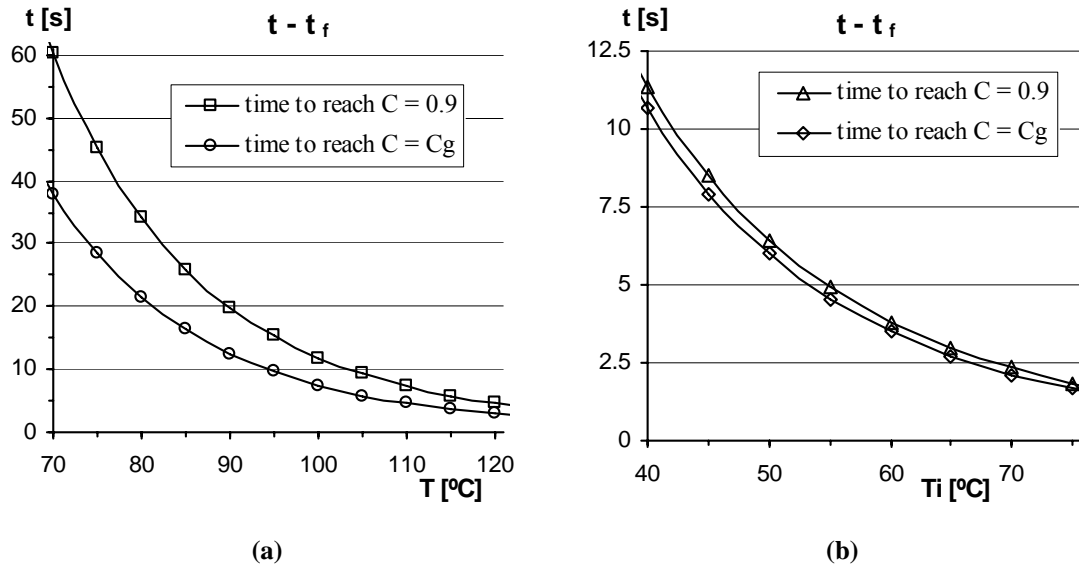 t [s]
t - t f
60
50
40
30
20
10
0
time to reach C = 0.9
time to reach C = Cg
70 80 90 100 110 120
T [ºC]
(a)
t [s]
t - t f
12.5
10
7.5
5
2.5
0
time to reach C = 0.9
time to reach C = Cg
40 50 60 70
Ti [ºC]
(b)